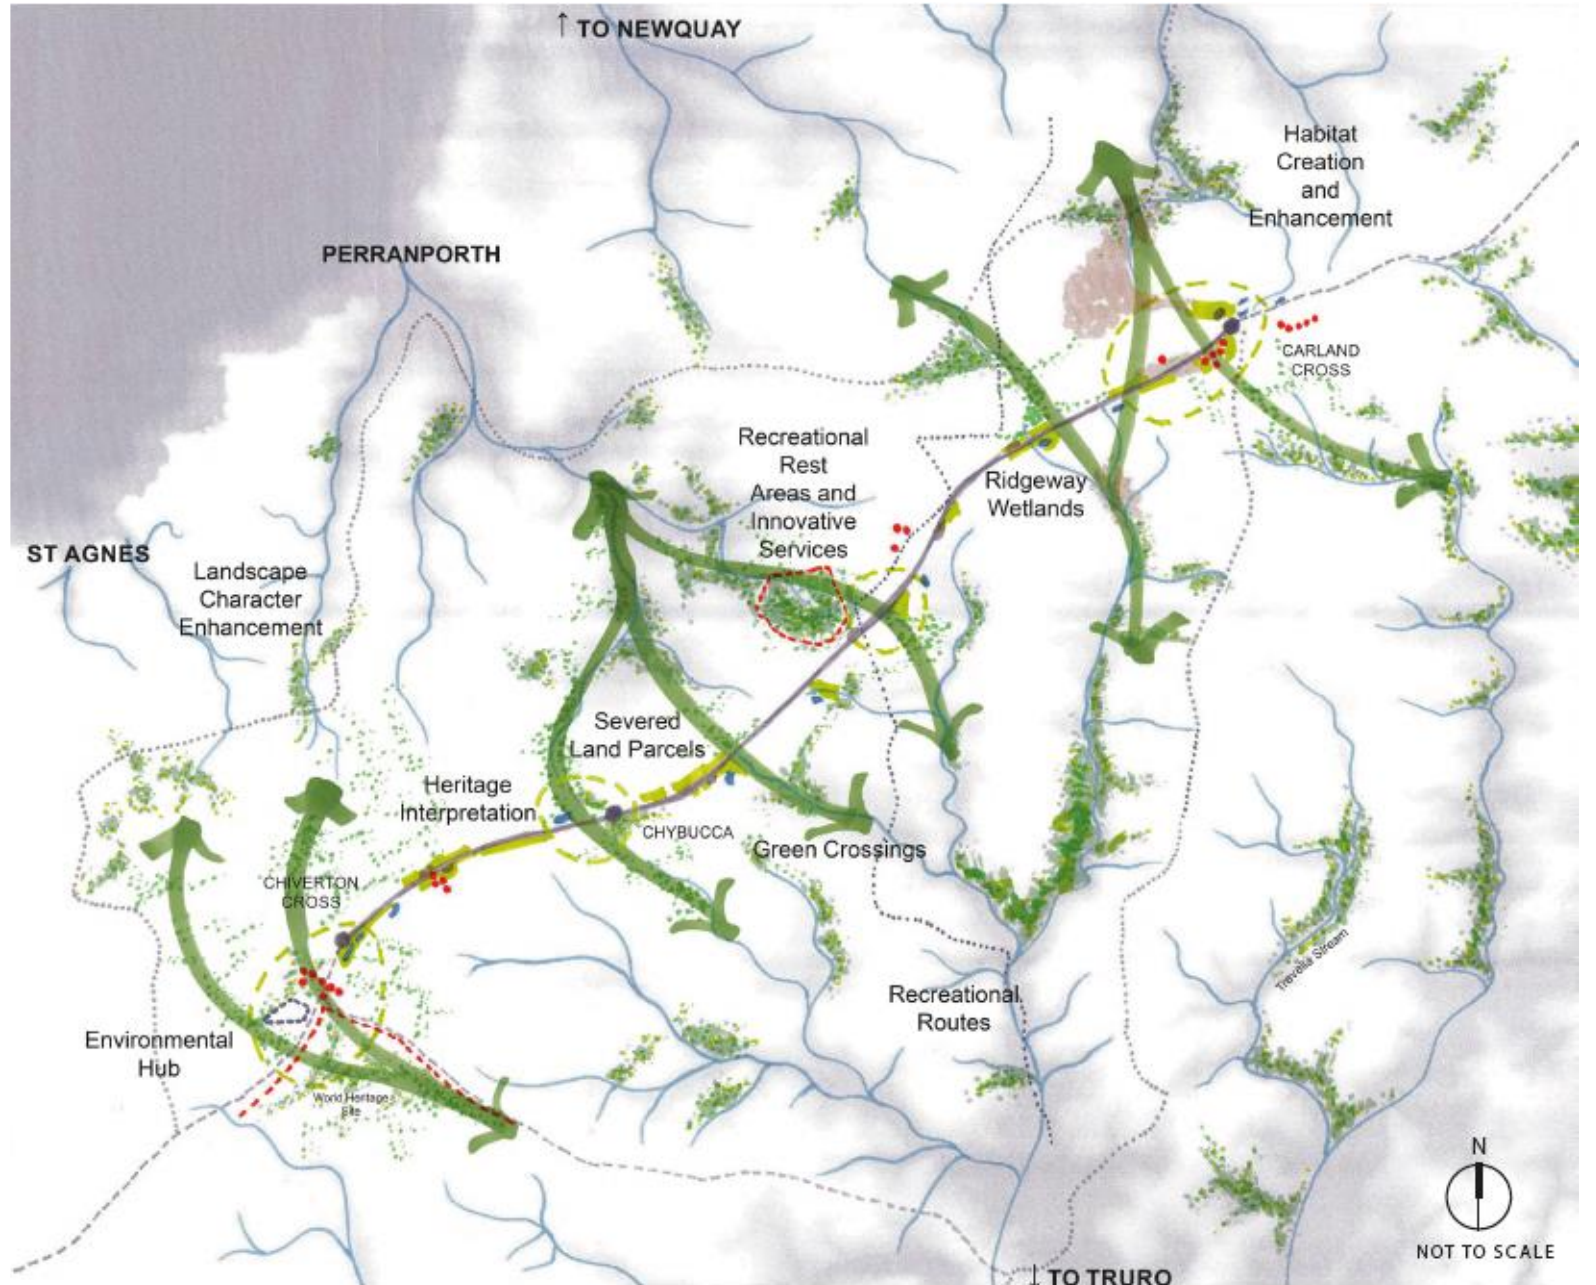 ↑ TO NEWQUAY
Habitat
Creation
and
Enhancement
PERRANPORTH
CARLAND
CROSS
Recreational
Rest
Areas and
Innovative
Services
Ridgeway
Wetlands
ST AGNES
Landscape
Character
Enhancement
Severed
Land Parcels
Heritage
Interpretation
CHYBUCCA
Green Crossings
CHIVERTON
CROSS
Trevella Stream
Recreational
Routes
Environmental
Hub
World Heritage
Site
N
NOT TO SCALE
↓ TO TRURO